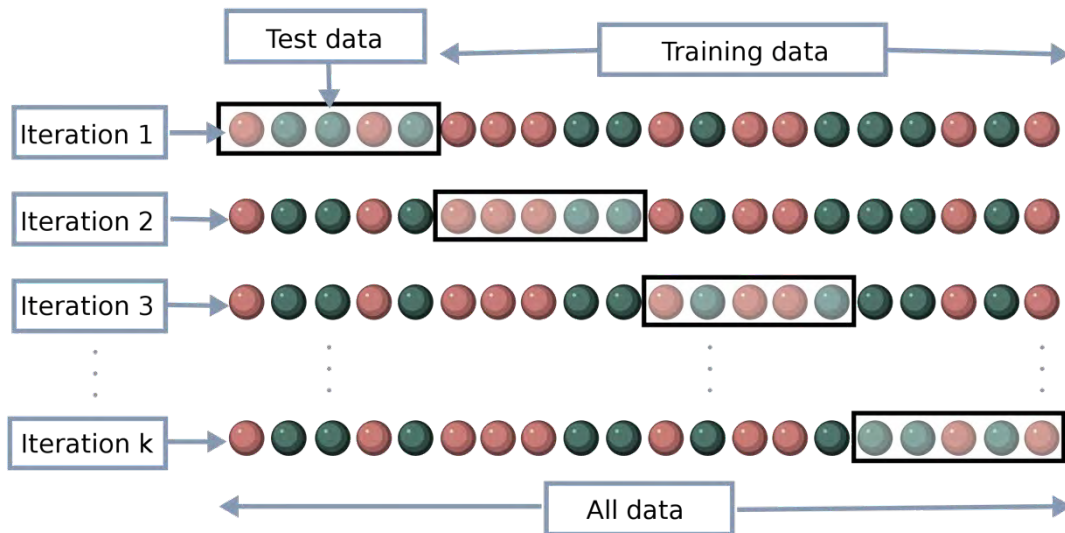 Test data
Training data
Iteration 1
Iteration 2
Iteration 3
Iteration k
All data